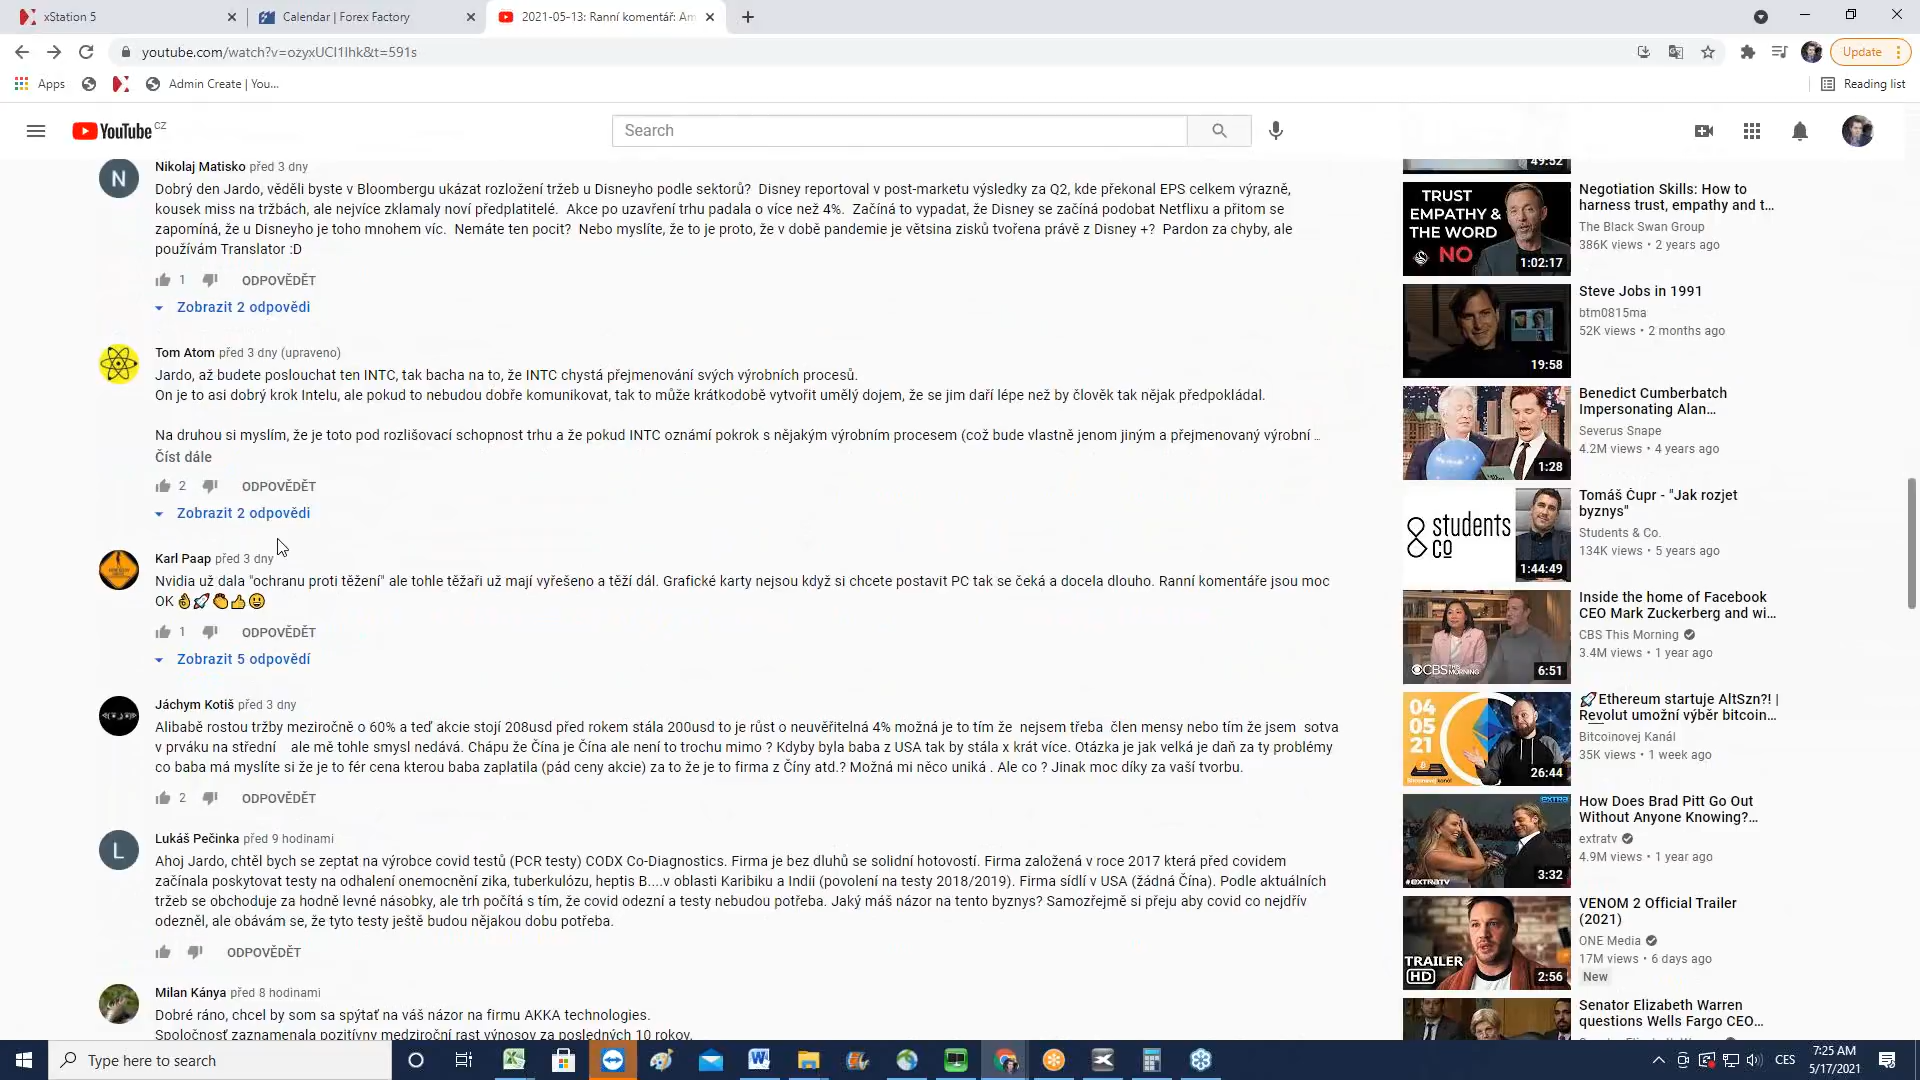 xStation 5
Calendar | Forex Factory
2021-05-13: Ranní komentář: Am
youtube.com/watch?v=ozyxUCI1Ihk&t=591s
Update
Apps
Admin Create | You...
Reading list
YouTube CZ
Search
Nikolaj Matisko před 3 dny
Dobrý den Jardo, věděli byste v Bloombergu ukázat rozložení tržeb u Disneyho podle sektorů?  Disney reportoval v post-marketu výsledky za Q2, kde překonal EPS celkem výrazně,
kousek miss na tržbách, ale nejvíce zklamaly noví předplatitelé.  Akce po uzavření trhu padala o více než 4%.  Začíná to vypadat, že Disney se začíná podobat Netflixu a přitom se
zapomíná, že u Disneyho je toho mnohem víc.  Nemáte ten pocit?  Nebo myslíte, že to je proto, že v době pandemie je větsina zisků tvořena právě z Disney +?  Pardon za chyby, ale
používám Translator :D
1 ODPOVĚDĚT
Zobrazit 2 odpovědi
Tom Atom před 3 dny (upraveno)
Jardo, až budete poslouchat ten INTC, tak bacha na to, že INTC chystá přejmenování svých výrobních procesů.
On je to asi dobrý krok Intelu, ale pokud to nebudou dobře komunikovat, tak to může krátkodobě vytvořit umělý dojem, že se jim daří lépe než by člověk tak nějak předpokládal.
Na druhou si myslím, že je toto pod rozlišovací schopnost trhu a že pokud INTC oznámí pokrok s nějakým výrobním procesem (což bude vlastně jenom jiným a přejmenovaný výrobní ...
Číst dále
2 ODPOVĚDĚT
Zobrazit 2 odpovědi
Karl Paap před 3 dny
Nvidia už dala "ochranu proti těžení" ale tohle těžaři už mají vyřešeno a těží dál. Grafické karty nejsou když si chcete postavit PC tak se čeká a docela dlouho. Ranní komentáře jsou moc
OK 👌🚀👏👍😀
1 ODPOVĚDĚT
Zobrazit 5 odpovědí
Jáchym Kotiš před 3 dny
Alibabě rostou tržby meziročně o 60% a teď akcie stojí 208usd před rokem stála 200usd to je růst o neuvěřitelná 4% možná je to tím že  nejsem třeba  člen mensy nebo tím že jsem  sotva
v prváku na střední   ale mě tohle smysl nedává. Chápu že Čína je Čína ale není to trochu mimo ? Kdyby byla baba z USA tak by stála x krát více. Otázka je jak velká je daň za ty problémy
co baba má myslíte si že je to fér cena kterou baba zaplatila (pád ceny akcie) za to že je to firma z Číny atd.? Možná mi něco uniká . Ale co ? Jinak moc díky za vaší tvorbu.
2 ODPOVĚDĚT
Lukáš Pečinka před 9 hodinami
Ahoj Jardo, chtěl bych se zeptat na výrobce covid testů (PCR testy) CODX Co-Diagnostics. Firma je bez dluhů se solidní hotovostí. Firma založená v roce 2017 která před covidem
začínala poskytovat testy na odhalení onemocnění zika, tuberkulózu, heptis B....v oblasti Karibiku a Indii (povolení na testy 2018/2019). Firma sídlí v USA (žádná Čína). Podle aktuálních
tržeb se obchoduje za hodně levné násobky, ale trh počítá s tím, že covid odezní a testy nebudou potřeba. Jaký máš názor na tento byznys? Samozřejmě si přeju aby covid co nejdřív
odezněl, ale obávám se, že tyto testy ještě budou nějakou dobu potřeba.
ODPOVĚDĚT
Milan Kánya před 8 hodinami
Dobré ráno, chcel by som sa spýtať na váš názor na firmu AKKA technologies.
Spoločnosť zaznamenala pozitívny medziročný rast výnosov za posledných 10 rokov.
49:52
TRUST
EMPATHY &
THE WORD
NO
1:02:17
Negotiation Skills: How to
harness trust, empathy and t...
The Black Swan Group
386K views • 2 years ago
19:58
Steve Jobs in 1991
btm0815ma
52K views • 2 months ago
1:28
Benedict Cumberbatch
Impersonating Alan...
Severus Snape
4.2M views • 4 years ago
students
co
1:44:49
Tomáš Čupr - "Jak rozjet
byznys"
Students & Co.
134K views • 5 years ago
CBS THIS MORNING
6:51
Inside the home of Facebook
CEO Mark Zuckerberg and wi...
CBS This Morning
3.4M views • 1 year ago
04
05
21
26:44
🚀Ethereum startuje AltSzn?! |
Revolut umožní výběr bitcoin...
Bitcoinovej Kanál
35K views • 1 week ago
extra
#EXTRATV
3:32
How Does Brad Pitt Go Out
Without Anyone Knowing?...
extratv
4.9M views • 1 year ago
TRAILER
HD
2:56
VENOM 2 Official Trailer
(2021)
ONE Media
17M views • 6 days ago
New
Senator Elizabeth Warren
questions Wells Fargo CEO...
Type here to search
CES
7:25 AM
5/17/2021